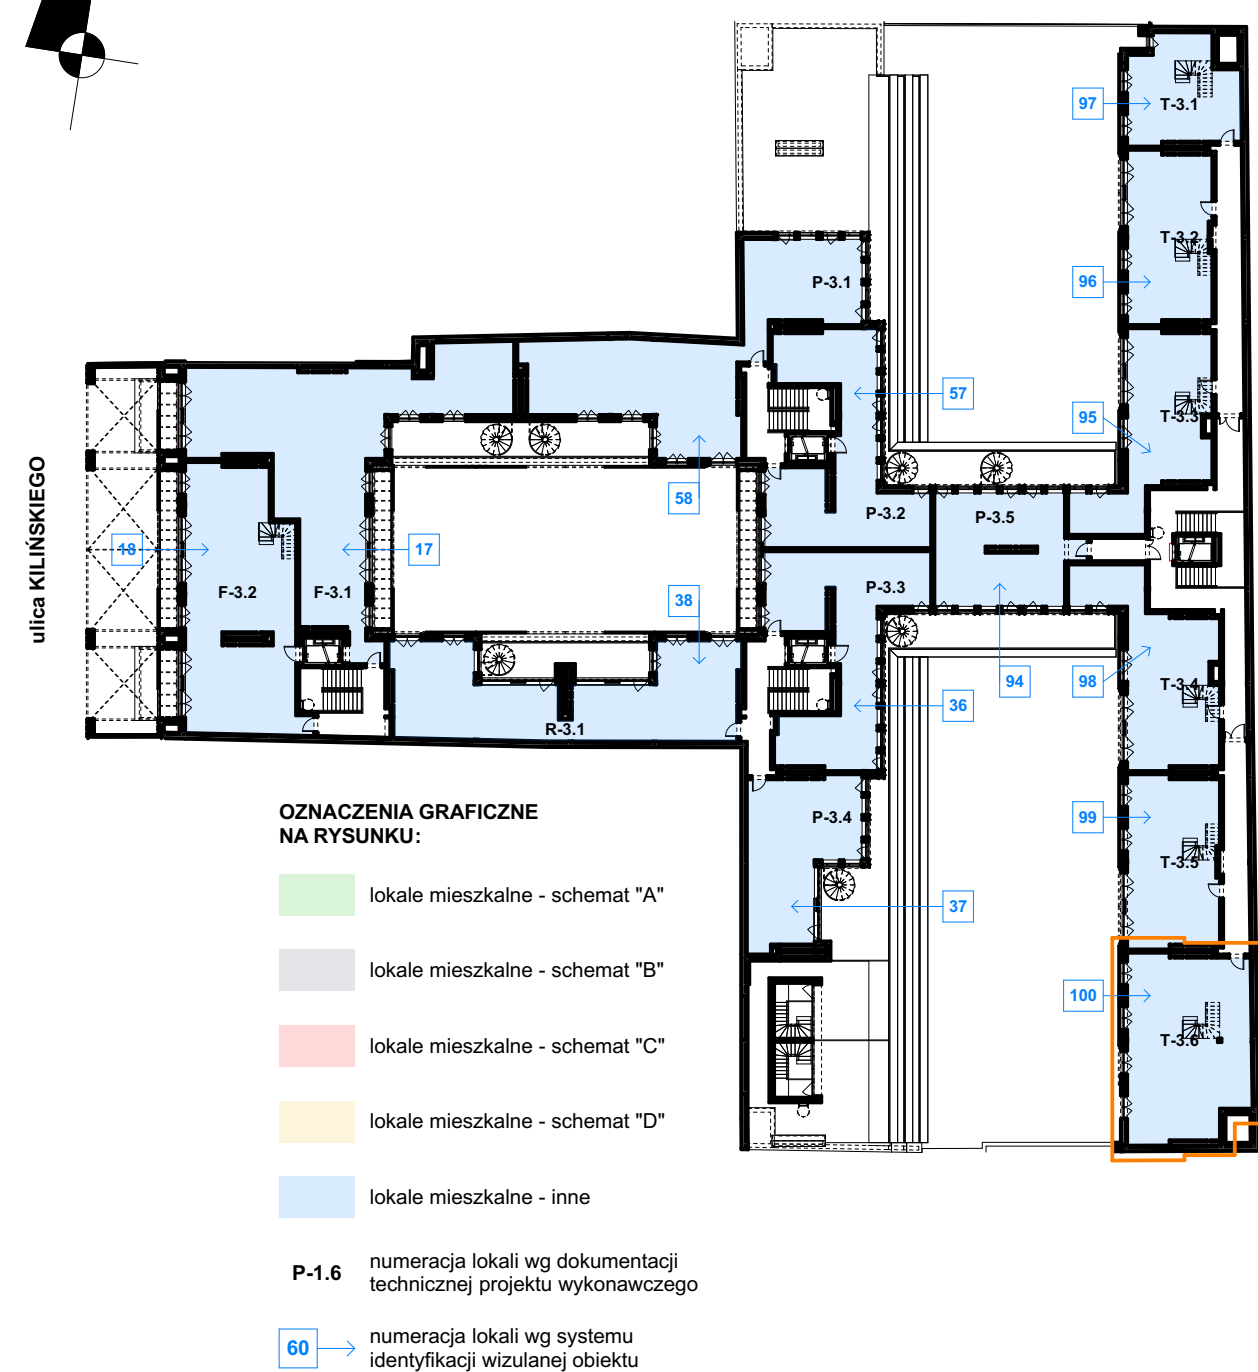 97
T-3.1
T-3.2
96
P-3.1
57
95
T-3.3
58
P-3.2
P-3.5
ulica KILIŃSKIEGO
18
17
F-3.2
F-3.1
38
P-3.3
94
98
T-3.4
36
R-3.1
P-3.4
99
T-3.5
37
100
T-3.6
OZNACZENIA GRAFICZNE
NA RYSUNKU:
lokale mieszkalne - schemat "A"
lokale mieszkalne - schemat "B"
lokale mieszkalne - schemat "C"
lokale mieszkalne - schemat "D"
lokale mieszkalne - inne
P-1.6 numeracja lokali wg dokumentacji
technicznej projektu wykonawczego
60 numeracja lokali wg systemu
identyfikacji wizulanej obiektu